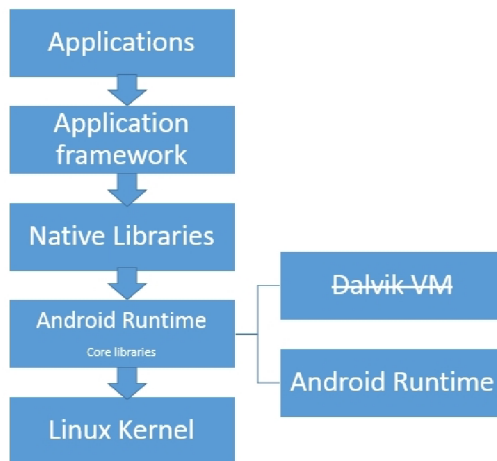 Applications
Application
framework
Native Libraries
Android Runtime
Core libraries
Linux Kernel
Dalvik VM
Android Runtime